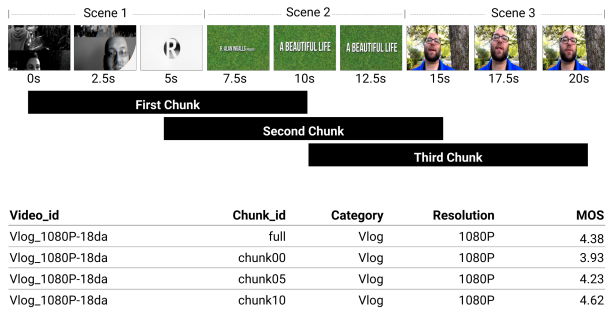 Scene 1 Scene 2 Scene 3
R
A BEAUTIFUL LIFE A BEAUTIFUL LIFE
0s 2.5s 5s 7.5s 10s 12.5s 15s 17.5s 20s
First Chunk
Second Chunk
Third Chunk
Video_id Chunk_id Category Resolution MOS
Vlog_1080P-18da full Vlog 1080P 4.38
Vlog_1080P-18da chunk00 Vlog 1080P 3.93
Vlog_1080P-18da chunk05 Vlog 1080P 4.23
Vlog_1080P-18da chunk10 Vlog 1080P 4.62